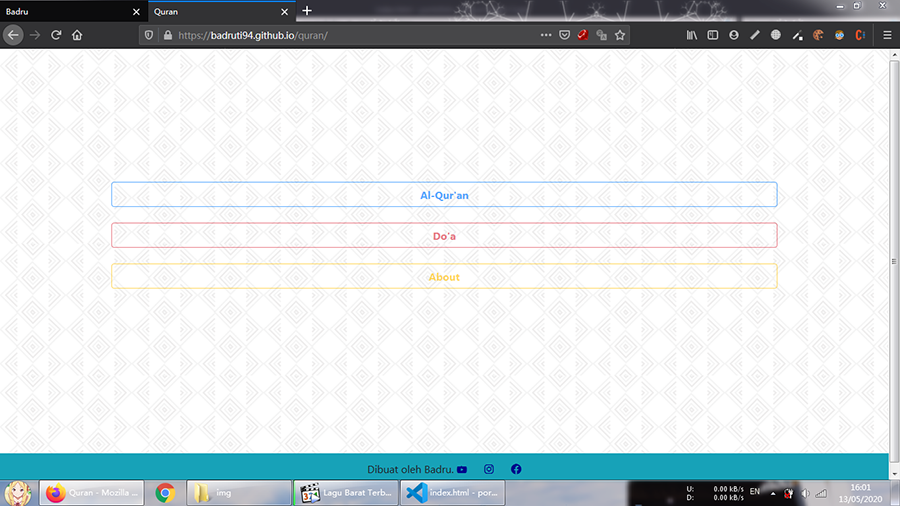 Badru
Quran
https://badruti94.github.io/quran/
Al-Qur'an
Do'a
About
Dibuat oleh Badru.
Quran - Mozilla ...
img
Lagu Barat Terb...
index.html - por...
U: 0.00 kB/s
D: 0.00 kB/s
EN
16:01
13/05/2020